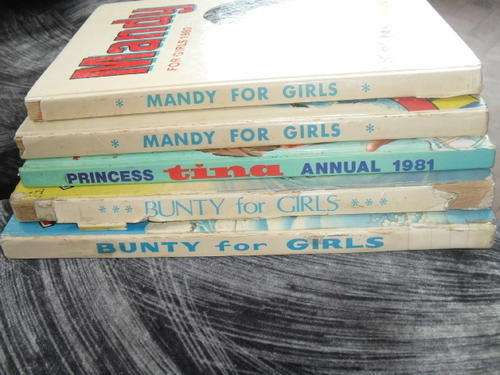 Mandy
FOR GIRLS 1980
* MANDY FOR GIRLS *
* MANDY FOR GIRLS *
PRINCESS tina ANNUAL 1981
*** BUNTY for GIRLS ***
BUNTY for GIRLS